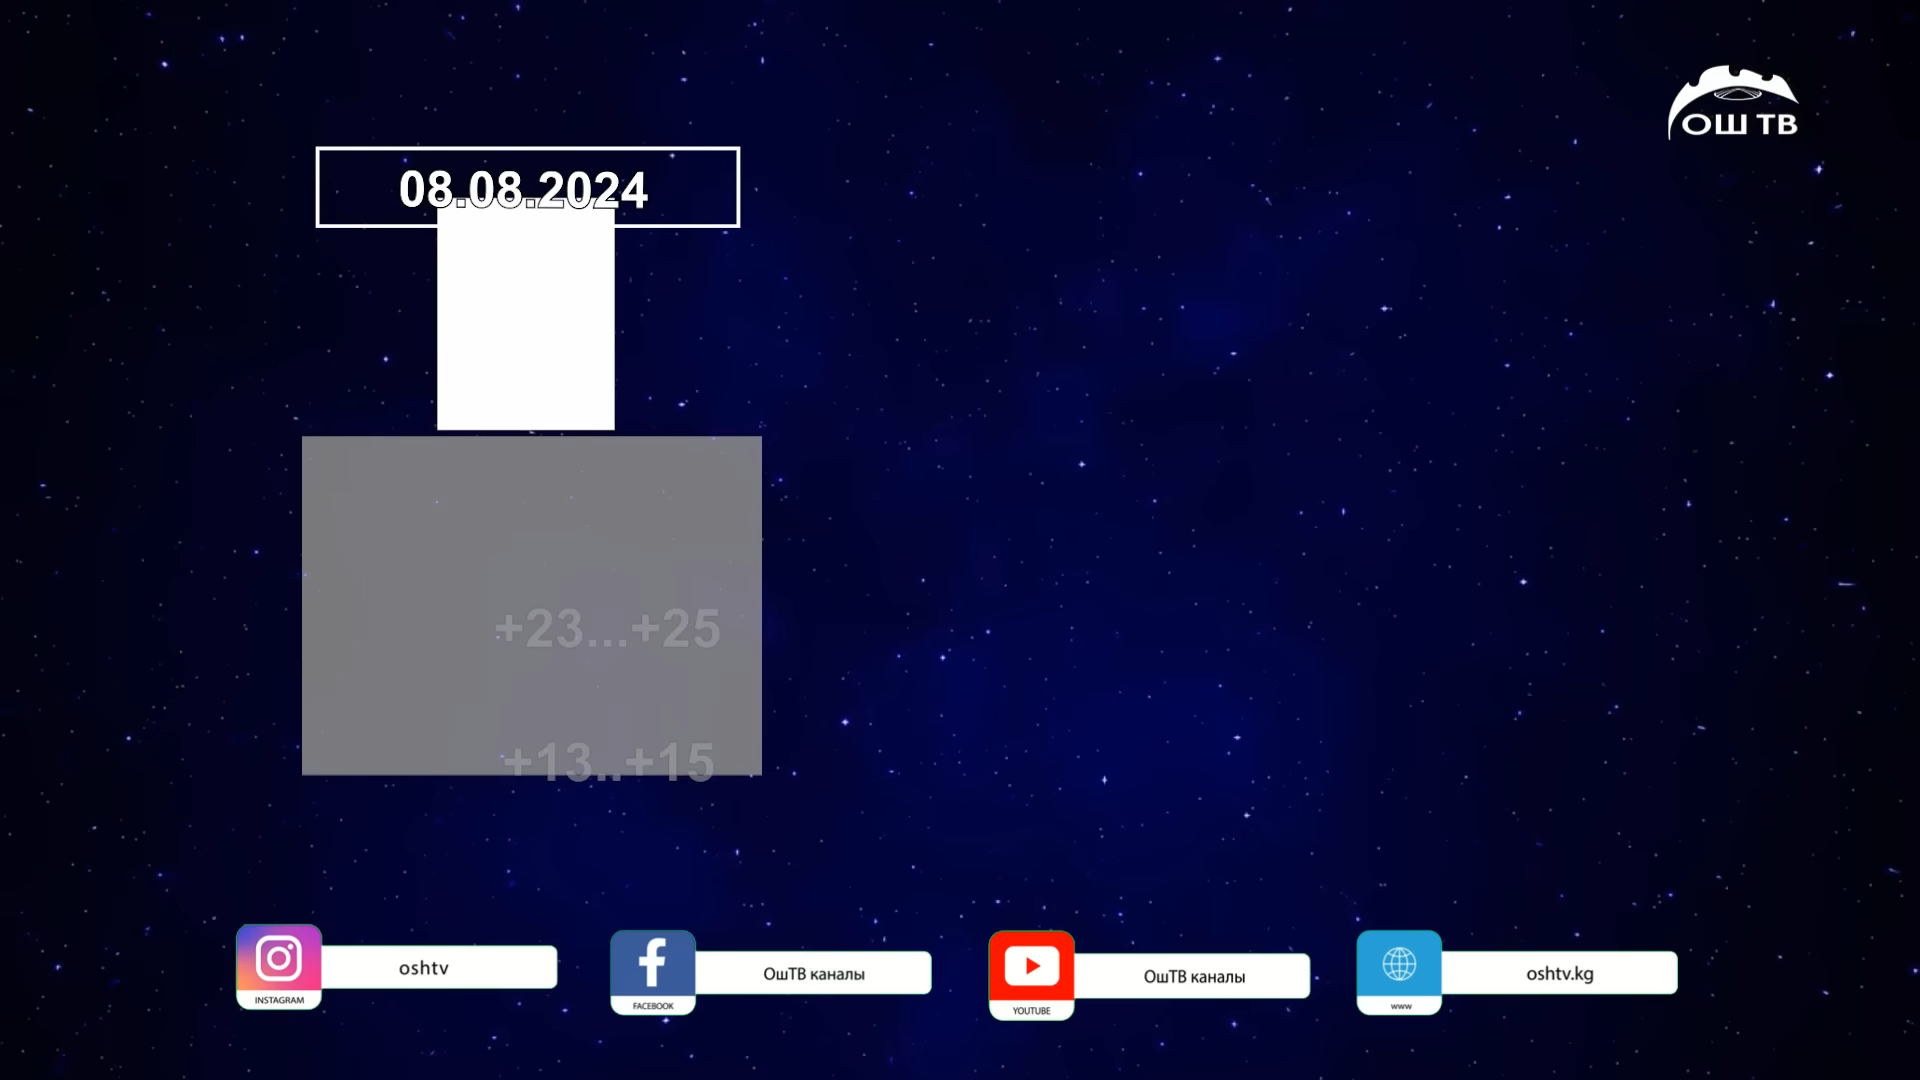 ОШ ТВ
08.08.2024
+23...+25
+13..+15
oshtv
INSTAGRAM
ОшТВ каналы
FACEBOOK
ОшТВ каналы
YOUTUBE
oshtv.kg
www